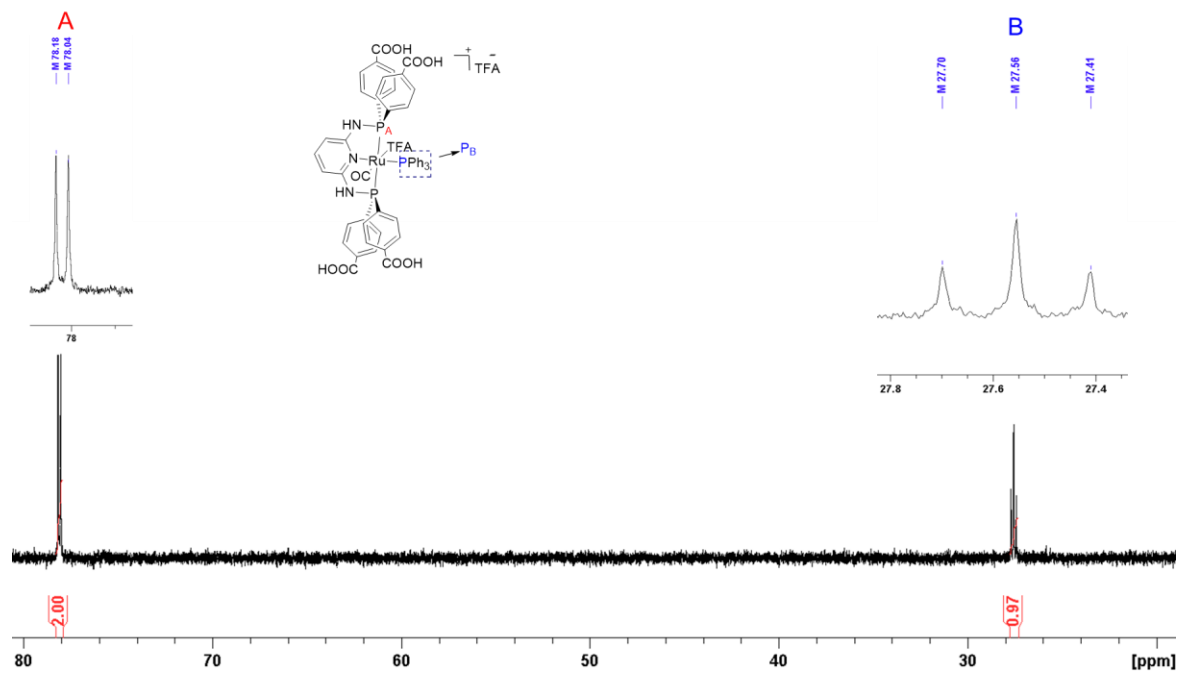 A
B
M 78.18
M 78.04
M 27.70
M 27.56
M 27.41
COOH
COOH
+
TFA
-
HN
P
A
TFA
N
Ru
PPh3
PB
OC
HN
P
HOOC
COOH
78
27.8
27.6
27.4
2.00
0.97
80
70
60
50
40
30
[ppm]